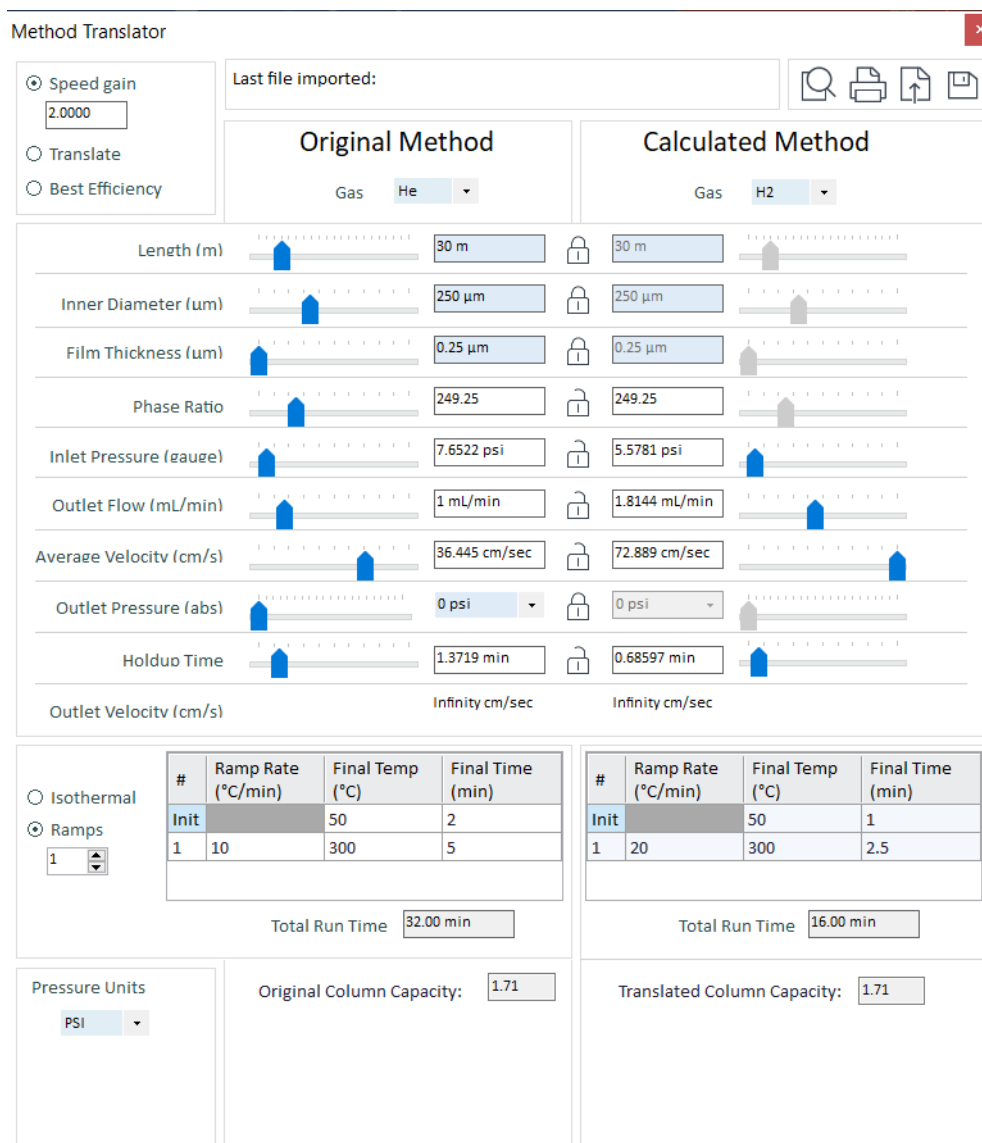 Method Translator
Speed gain
2.0000
Translate
Best Efficiency
Last file imported:
Original Method
Gas He
Calculated Method
Gas H2
Length (m) 30 m 30 m
Inner Diameter (µm) 250 µm 250 µm
Film Thickness (µm) 0.25 µm 0.25 µm
Phase Ratio 249.25 249.25
Inlet Pressure (gauge) 7.6522 psi 5.5781 psi
Outlet Flow (mL/min) 1 mL/min 1.8144 mL/min
Average Velocity (cm/s) 36.445 cm/sec 72.889 cm/sec
Outlet Pressure (abs) 0 psi 0 psi
Holdup Time 1.3719 min 0.68597 min
Outlet Velocity (cm/s) Infinity cm/sec Infinity cm/sec
Isothermal
Ramps
1
# Ramp Rate (°C/min) Final Temp (°C) Final Time (min)
Init 50 2
1 10 300 5
Total Run Time 32.00 min
# Ramp Rate (°C/min) Final Temp (°C) Final Time (min)
Init 50 1
1 20 300 2.5
Total Run Time 16.00 min
Pressure Units
PSI
Original Column Capacity: 1.71
Translated Column Capacity: 1.71